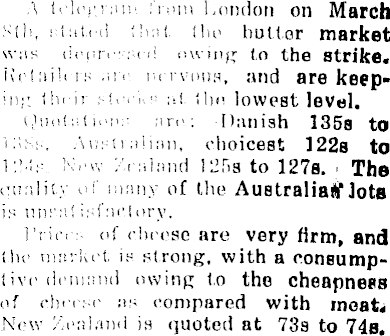 A telegram from London on March
8th, stated that the butter market
was depressed owing to the strike.
Retailers are nervous, and are keep-
ing their stocks at the lowest level.
Quotations are: Danish 135s to
138s, Australian, choicest 122s to
124s, New Zealand 125s to 127s. The
quality of many of the Australian lots
is unsatisfactory.
Prices of cheese are very firm, and
the market is strong, with a consump-
tive demand owing to the cheapness
of cheese as compared with meat.
New Zealand is quoted at 73s to 74s.